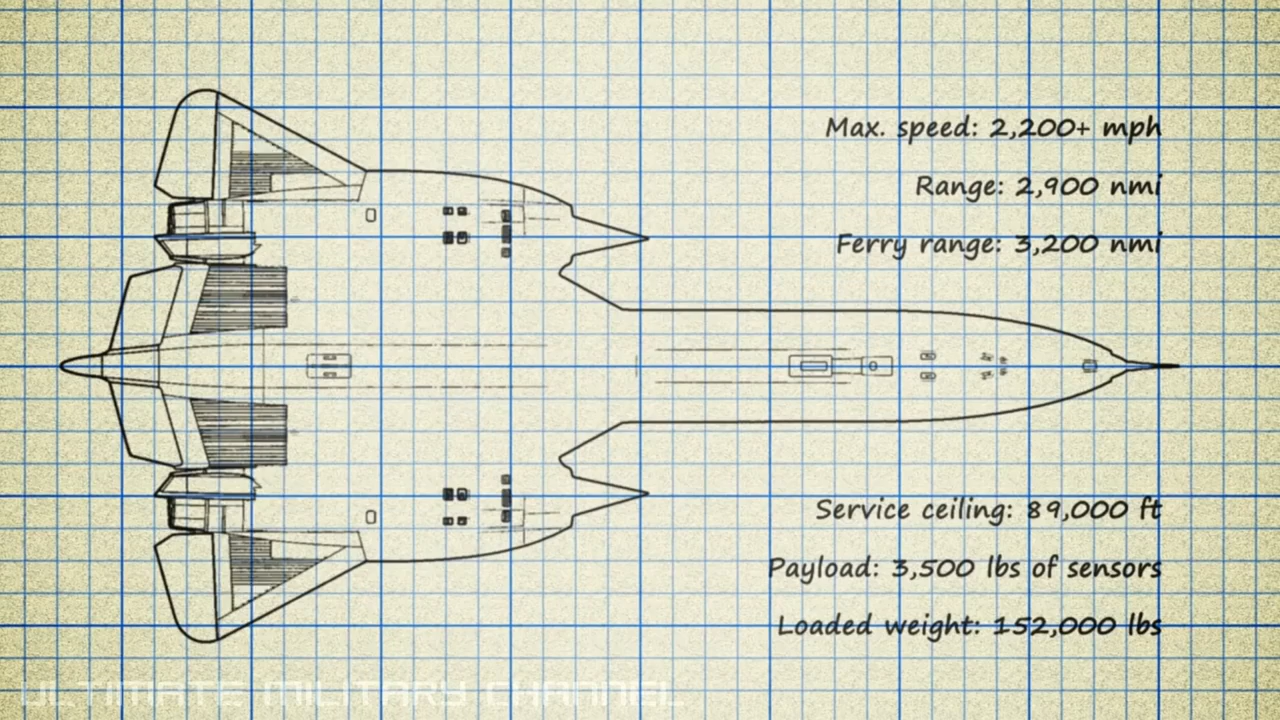 Max. speed: 2,200+ mph
Range: 2,900 nmi
Ferry range: 3,200 nmi
Service ceiling: 89,000 ft
Payload: 3,500 lbs of sensors
Loaded weight: 152,000 lbs
ULTIMATE MILITARY CHANNEL